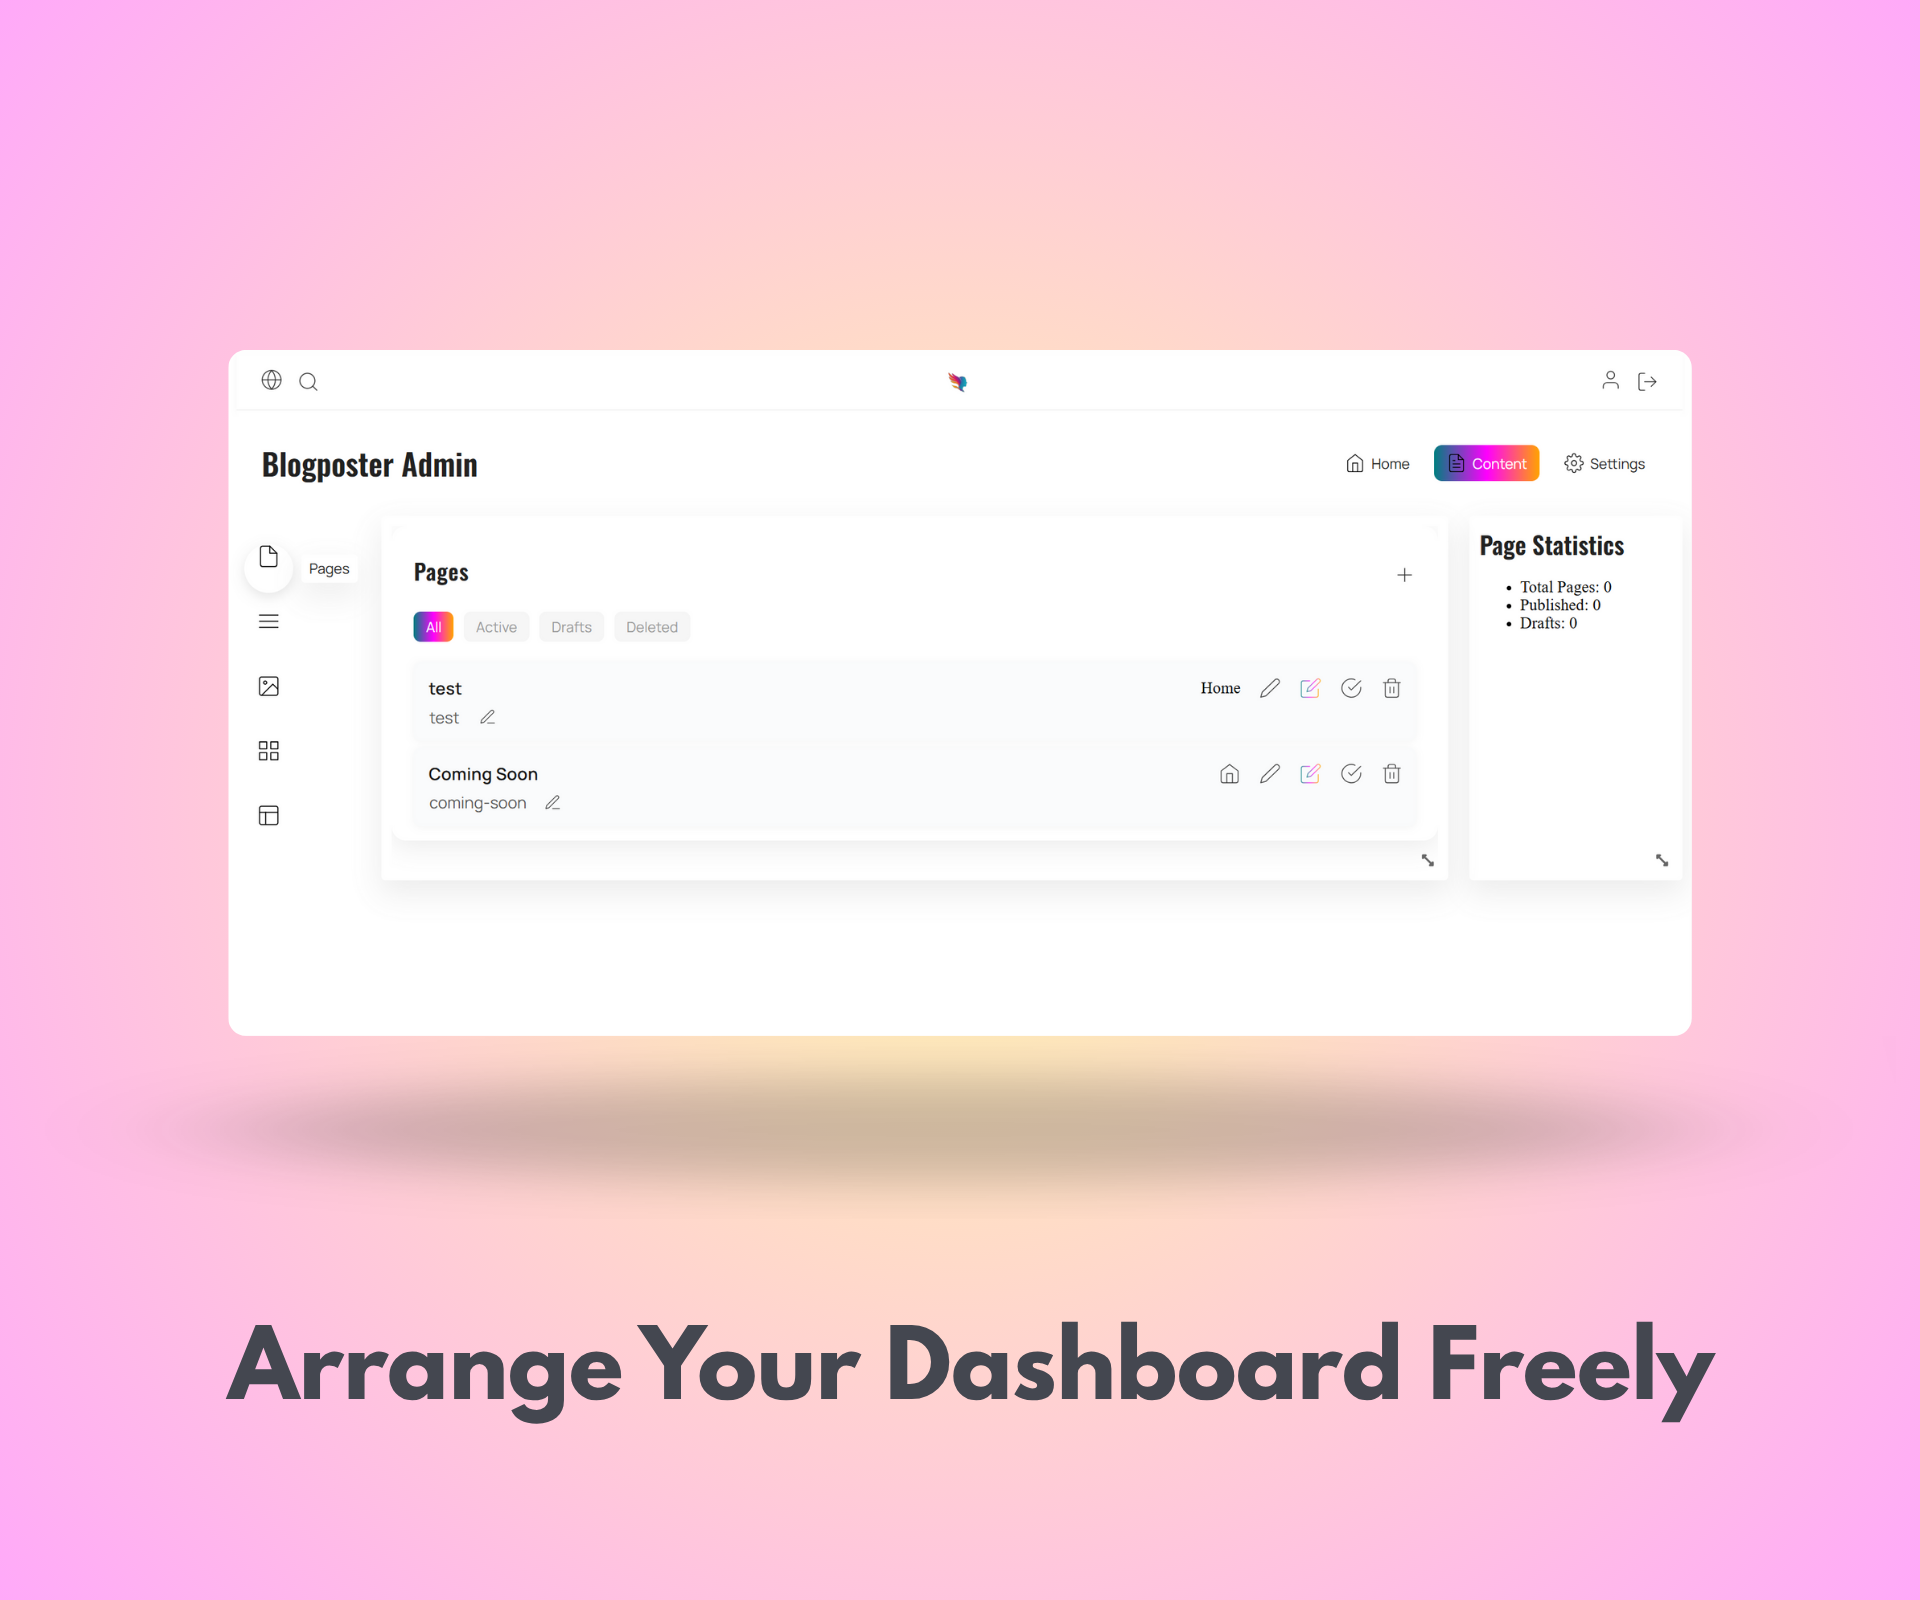 Blogposter Admin
Home
Content
Settings
Pages
Pages
All
Active
Drafts
Deleted
test
Home
test
Coming Soon
coming-soon
Page Statistics
Total Pages: 0
Published: 0
Drafts: 0
Arrange Your Dashboard Freely